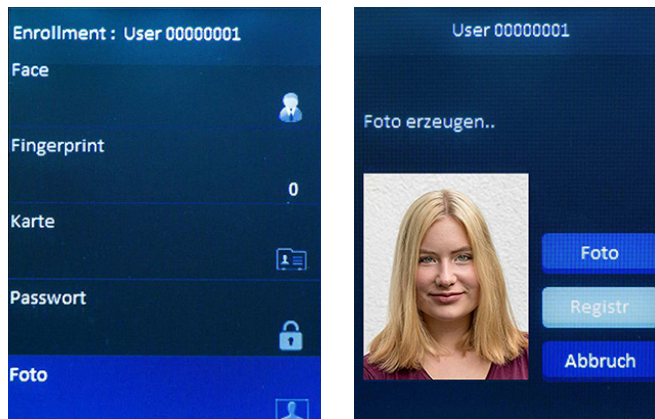 Enrollment : User 00000001
Face
Fingerprint
0
Karte
Passwort
Foto
User 00000001
Foto erzeugen..
Foto
Registr
Abbruch